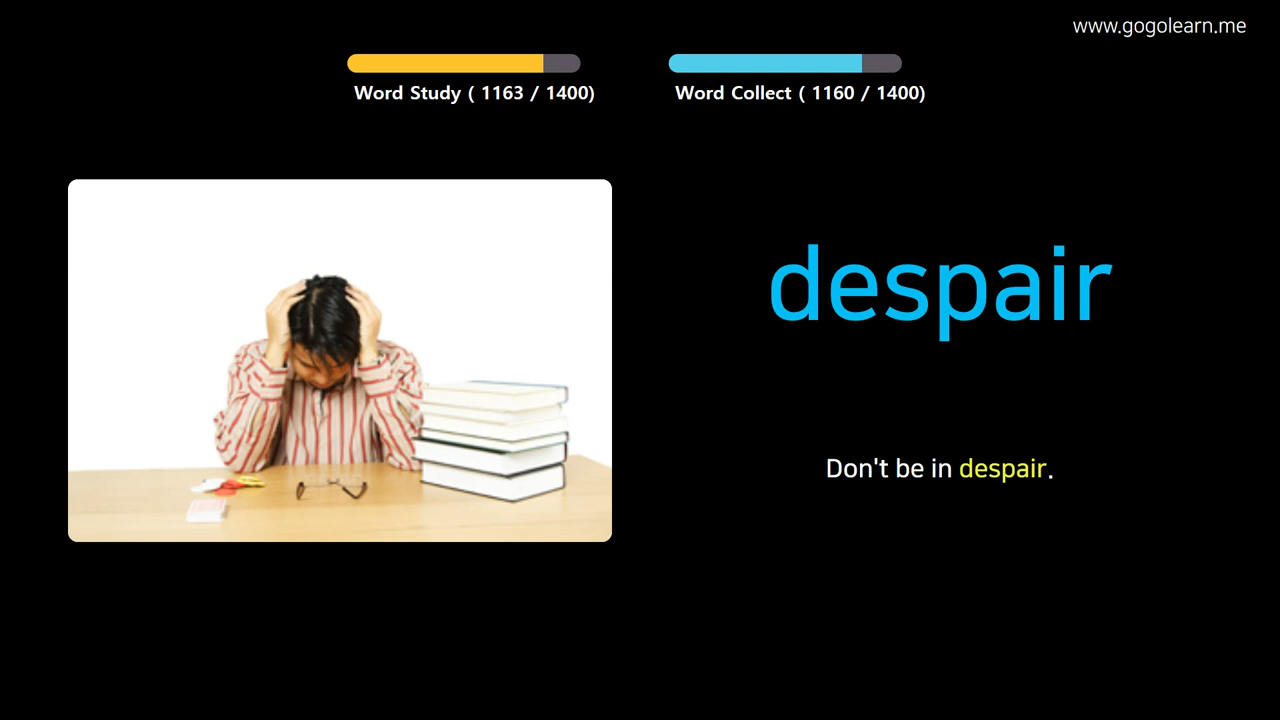 www.gogolearn.me
Word Study ( 1163 / 1400)
Word Collect ( 1160 / 1400)
despair
Don't be in despair.